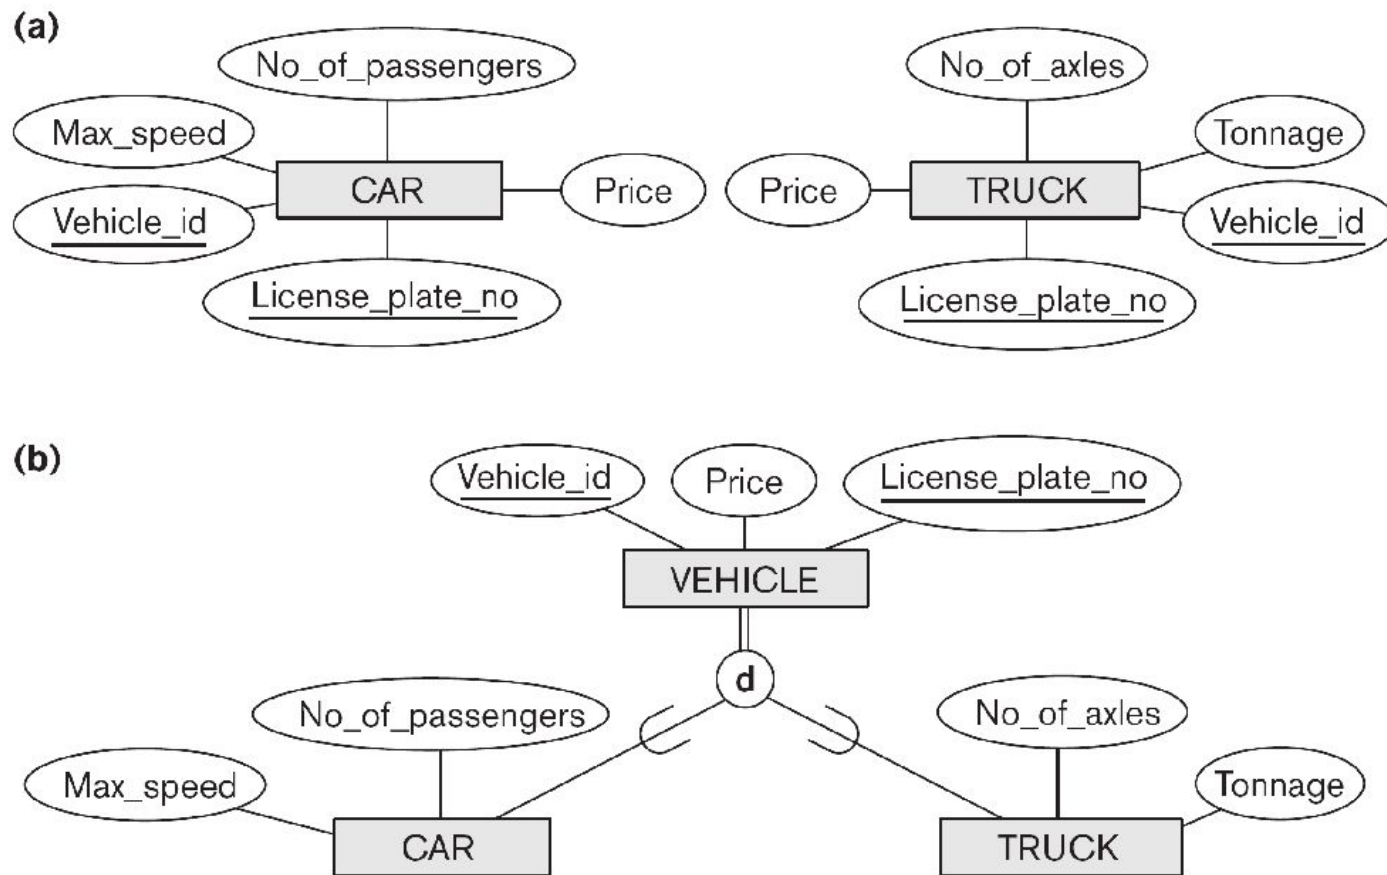 (a)
No_of_passengers
No_of_axles
Max_speed
Tonnage
CAR
Price
Price
TRUCK
Vehicle_id
Vehicle_id
License_plate_no
License_plate_no
(b)
Vehicle_id
Price
License_plate_no
VEHICLE
d
No_of_passengers
No_of_axles
Max_speed
Tonnage
CAR
TRUCK